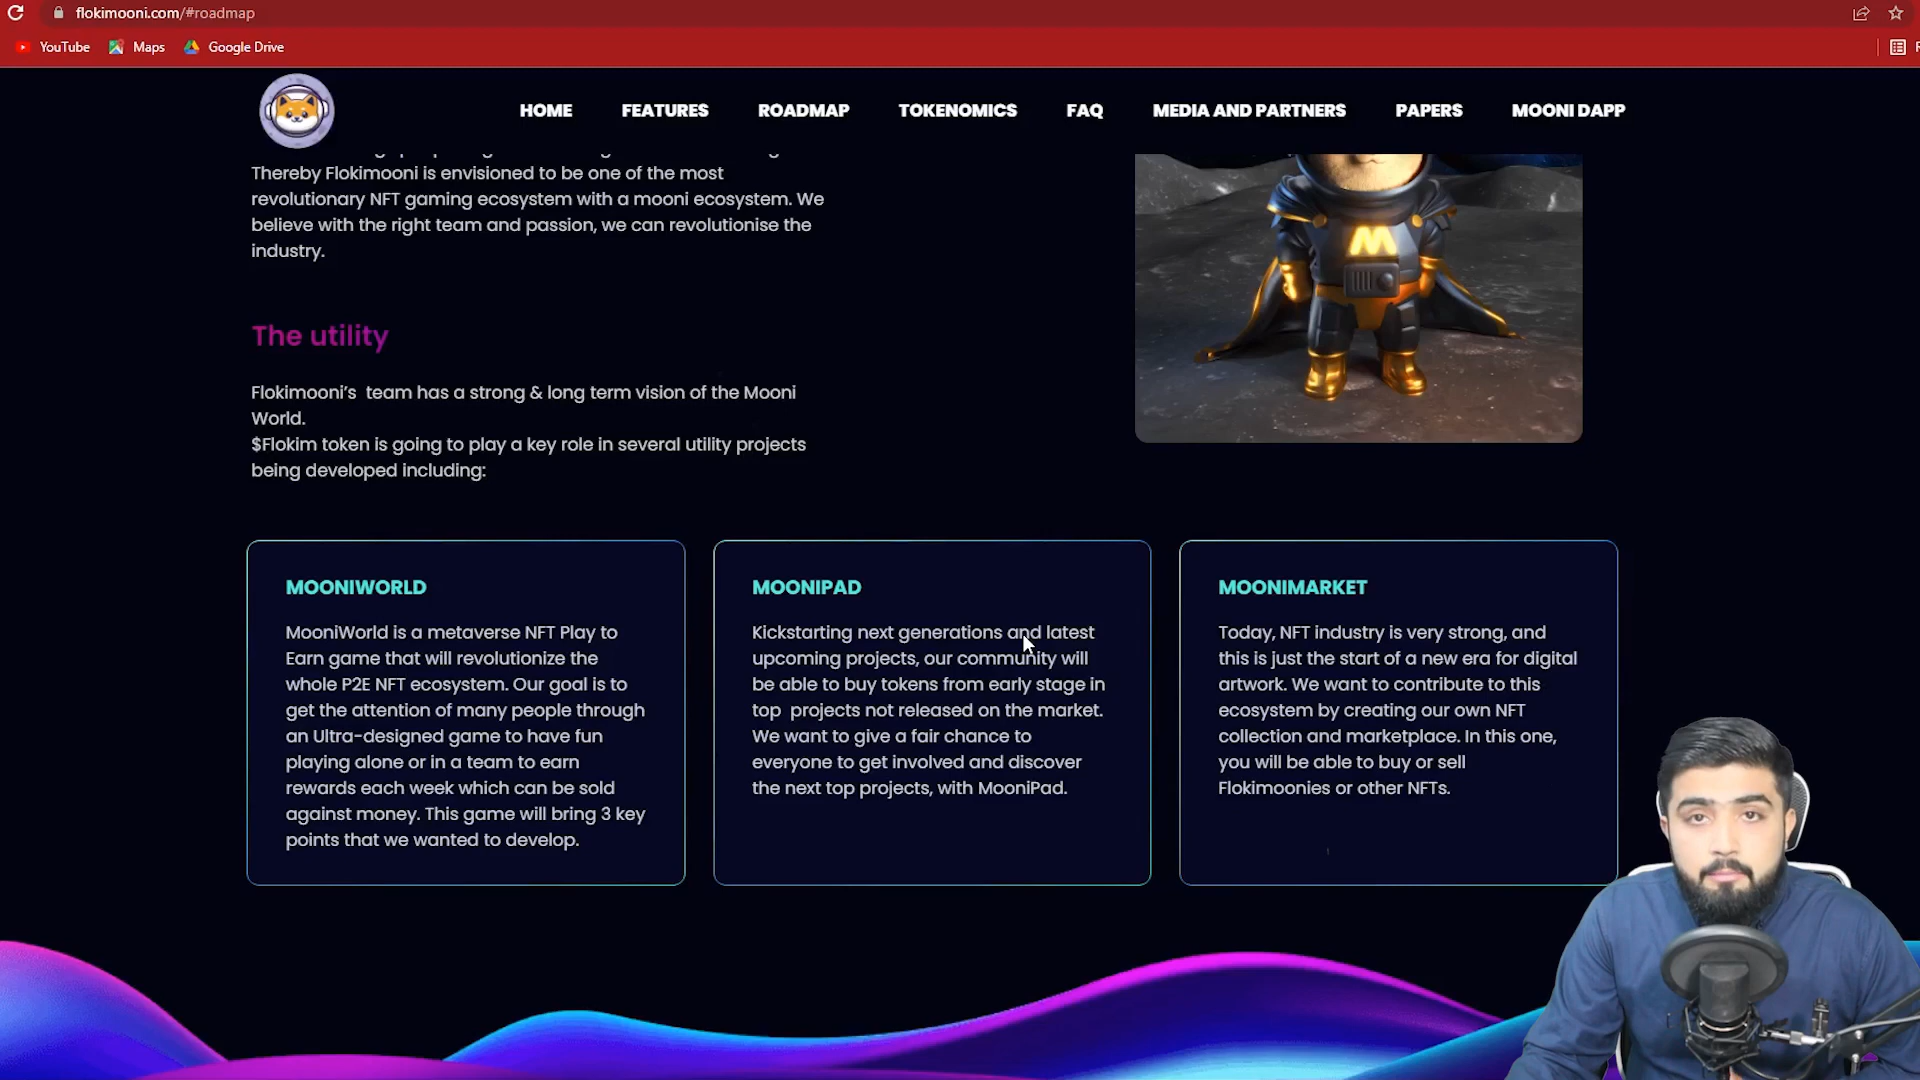 flokimooni.com/#roadmap
YouTube
Maps
Google Drive
HOME
FEATURES
ROADMAP
TOKENOMICS
FAQ
MEDIA AND PARTNERS
PAPERS
MOONI DAPP
Thereby Flokimooni is envisioned to be one of the most
revolutionary NFT gaming ecosystem with a mooni ecosystem. We
believe with the right team and passion, we can revolutionise the
industry.
M
The utility
Flokimooni’s team has a strong & long term vision of the Mooni
World.
$Flokim token is going to play a key role in several utility projects
being developed including:
MOONIWORLD
MooniWorld is a metaverse NFT Play to
Earn game that will revolutionize the
whole P2E NFT ecosystem. Our goal is to
get the attention of many people through
an Ultra-designed game to have fun
playing alone or in a team to earn
rewards each week which can be sold
against money. This game will bring 3 key
points that we wanted to develop.
MOONIPAD
Kickstarting next generations and latest
upcoming projects, our community will
be able to buy tokens from early stage in
top projects not released on the market.
We want to give a fair chance to
everyone to get involved and discover
the next top projects, with MooniPad.
MOONIMARKET
Today, NFT industry is very strong, and
this is just the start of a new era for digital
artwork. We want to contribute to this
ecosystem by creating our own NFT
collection and marketplace. In this one,
you will be able to buy or sell
Flokimoonies or other NFTs.